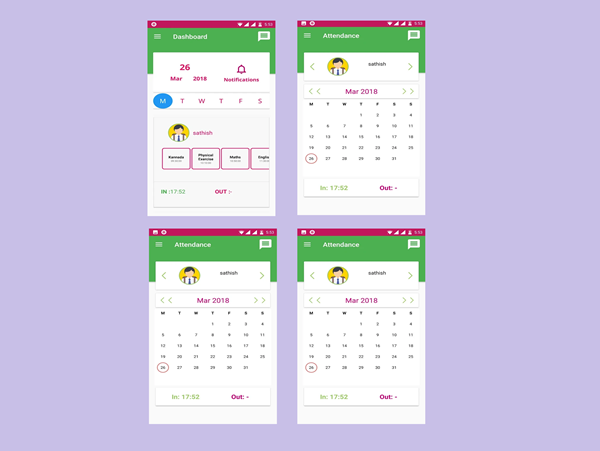 5:55
Dashboard
26
Mar 2018
Notifications
M T W T F S
sathish
Kannada Physical Exercise Maths Engli
IN :17:52 OUT :-
5:55
Attendance
sathish
Mar 2018
M T W T F S S
1 2 3 4
5 6 7 8 9 10 11
12 13 14 15 16 17 18
19 20 21 22 23 24 25
26 27 28 29 30 31
In: 17:52 Out: -
5:55
Attendance
sathish
Mar 2018
M T W T F S S
1 2 3 4
5 6 7 8 9 10 11
12 13 14 15 16 17 18
19 20 21 22 23 24 25
26 27 28 29 30 31
In: 17:52 Out: -
5:55
Attendance
sathish
Mar 2018
M T W T F S S
1 2 3 4
5 6 7 8 9 10 11
12 13 14 15 16 17 18
19 20 21 22 23 24 25
26 27 28 29 30 31
In: 17:52 Out: -